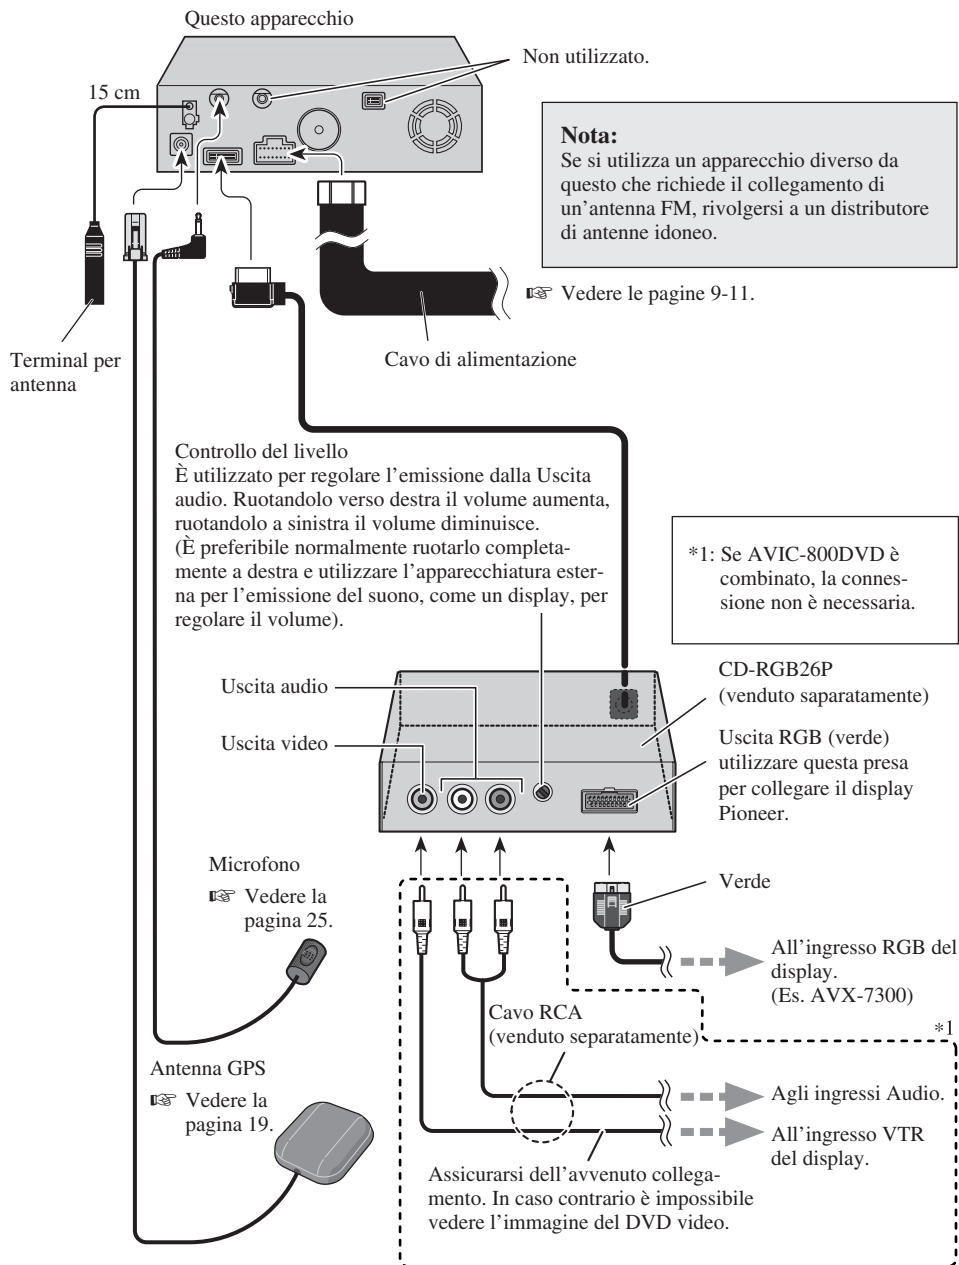 Questo apparecchio
Non utilizzato.
15 cm
Nota:
Se si utilizza un apparecchio diverso da
questo che richiede il collegamento di
un'antenna FM, rivolgersi a un distributore
di antenne idoneo.
☞ Vedere le pagine 9-11.
Terminal per
antenna
Cavo di alimentazione
Controllo del livello
È utilizzato per regolare l'emissione dalla Uscita
audio. Ruotandolo verso destra il volume aumenta,
ruotandolo a sinistra il volume diminuisce.
(È preferibile normalmente ruotarlo completa-
mente a destra e utilizzare l'apparecchiatura ester-
na per l'emissione del suono, come un display, per
regolare il volume).
*1: Se AVIC-800DVD è
combinato, la connes-
sione non è necessaria.
CD-RGB26P
(venduto saparatamente)
Uscita audio
Uscita video
Uscita RGB (verde)
utilizzare questa presa
per collegare il display
Pioneer.
Microfono
☞ Vedere la
pagina 25.
Verde
All'ingresso RGB del
display.
(Es. AVX-7300)
Cavo RCA
(venduto separatamente)
*1
Antenna GPS
☞ Vedere la
pagina 19.
Agli ingressi Audio.
All'ingresso VTR
del display.
Assicurarsi dell'avvenuto collega-
mento. In caso contrario è impossibile
vedere l'immagine del DVD video.